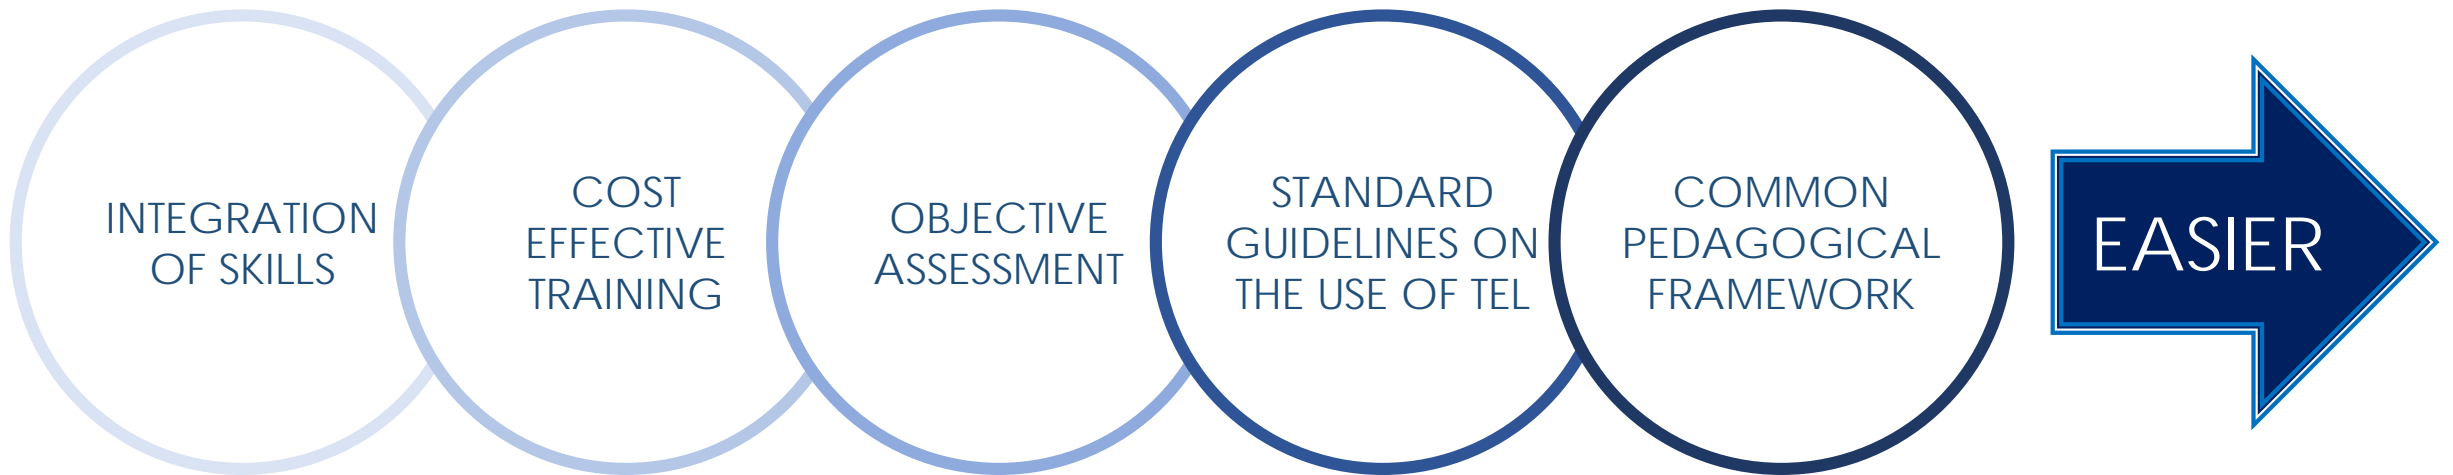 INTEGRATION
OF SKILLS
COST
EFFECTIVE
TRAINING
OBJECTIVE
ASSESSMENT
STANDARD
GUIDELINES ON
THE USE OF TEL
COMMON
PEDAGOGICAL
FRAMEWORK
EASIER